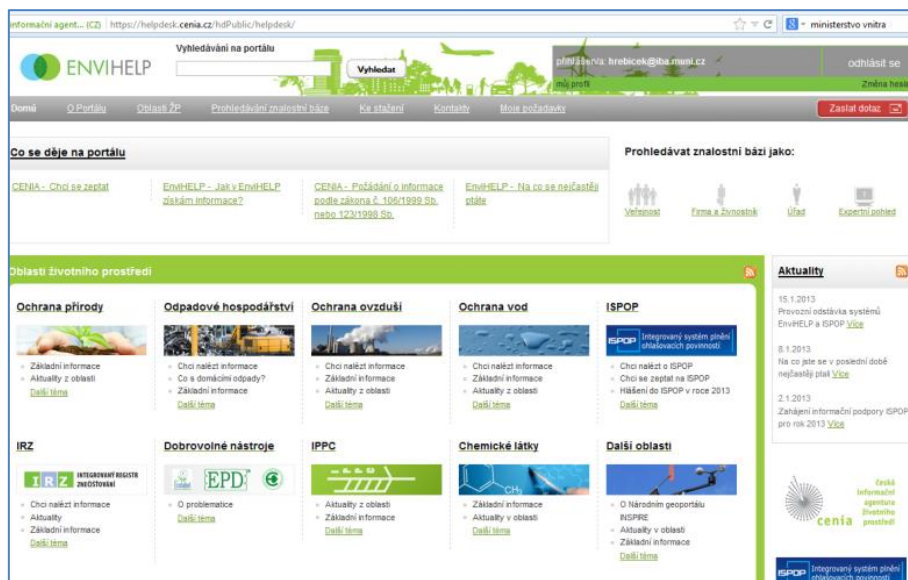 informační agent... (CZ) https://helpdesk.cenia.cz/hdPublic/helpdesk/
ministerstvo vnitra
ENVIHELP
Vyhledávání na portálu
Vyhledat
přihlášen/a: hrebicek@iba.muni.cz
odhlásit se
můj profil
Změna hesla
Domů O Portálu Oblasti ŽP Prohledávání znalostní báze Ke stažení Kontakty Moje požadavky
Zaslat dotaz
Co se děje na portálu
CENIA - Chci se zeptat
EnviHELP - Jak v EnviHELP
získám informace?
CENIA - Požádání o informace
podle zákona č. 106/1999 Sb.
nebo 123/1998 Sb.
EnviHELP - Na co se nejčastěji
ptáte
Prohledávat znalostní bázi jako:
Veřejnost Firma a živnostník Úřad Expertní pohled
Oblasti životního prostředí
Ochrana přírody
Základní informace
Aktuality z oblasti
Další téma
Odpadové hospodářství
Chci nalézt informace
Co s domácími odpady?
Základní informace
Další téma
Ochrana ovzduší
Chci nalézt informace
Základní informace
Aktuality z oblasti
Další téma
Ochrana vod
Chci nalézt informace
Základní informace
Aktuality z oblasti
Další téma
ISPOP
ISPOP Integrovaný systém plnění
ohlašovacích povinností
Chci nalézt o ISPOP
Chci se zeptat na ISPOP
Hlášení do ISPOP v roce 2013
Další téma
IRZ
IRZ INTEGROVANÝ REGISTR
ZNEČIŠŤOVÁNÍ
Chci nalézt informace
Aktuality
Základní informace
Další téma
Dobrovolné nástroje
EPD
O problematice
Další téma
IPPC
Aktuality z oblasti
Základní informace
Další téma
Chemické látky
CH3
Základní informace
Aktuality v oblasti
Další téma
Další oblasti
O Národním geoportálu
INSPIRE
Aktuality v oblasti
Základní informace
Další téma
Aktuality
15.1.2013
Provozní odstávka systémů
EnviHELP a ISPOP Více
8.1.2013
Na co jste se v poslední době
nejčastěji ptali Více
2.1.2013
Zahájení informační podpory ISPOP
pro rok 2013 Více
česká
informační
agentura
životního
cenia prostředí
ISPOP Integrovaný systém plnění
ohlašovacích povinností